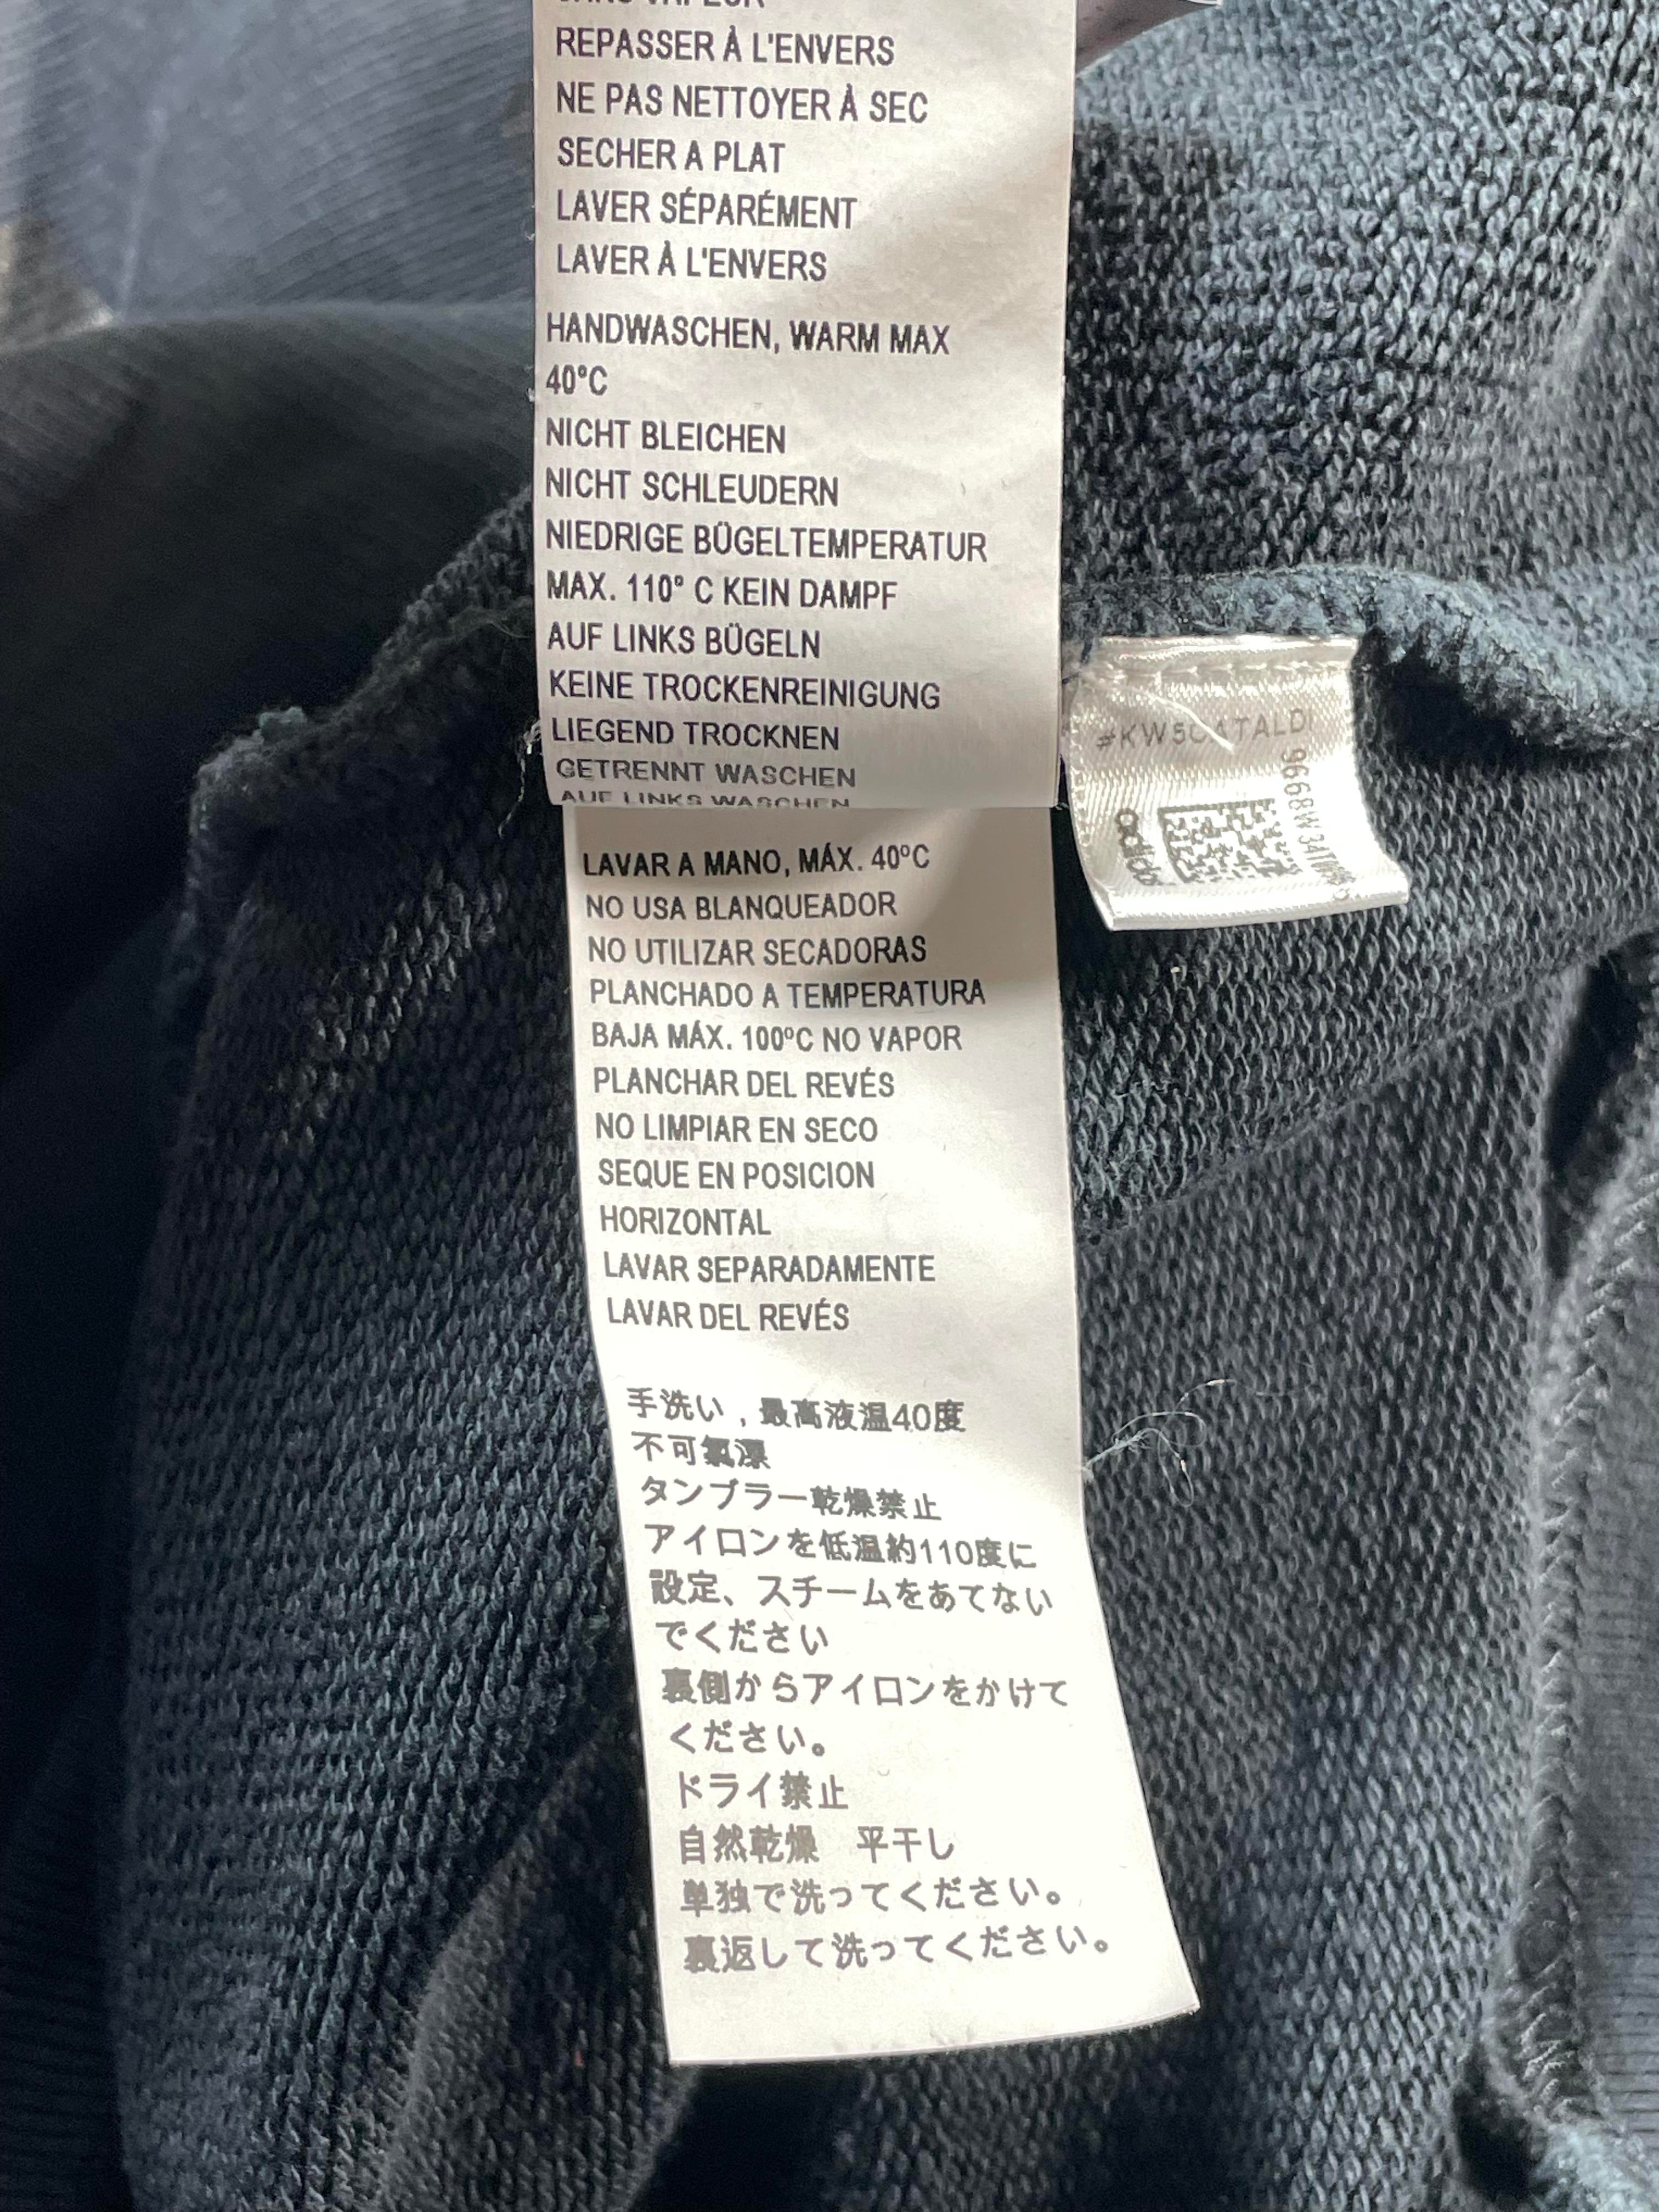 SANS VAPEUR
REPASSER À L'ENVERS
NE PAS NETTOYER À SEC
SECHER A PLAT
LAVER SÉPARÉMENT
LAVER À L'ENVERS
HANDWASCHEN, WARM MAX
40°C
NICHT BLEICHEN
NICHT SCHLEUDERN
NIEDRIGE BÜGELTEMPERATUR
MAX. 110° C KEIN DAMPF
AUF LINKS BÜGELN
KEINE TROCKENREINIGUNG
LIEGEND TROCKNEN
GETRENNT WASCHEN
AUF LINKS WASCHEN
adidas
LAVAR A MANO, MÁX. 40ºC
NO USA BLANQUEADOR
NO UTILIZAR SECADORAS
PLANCHADO A TEMPERATURA
BAJA MÁX. 100ºC NO VAPOR
PLANCHAR DEL REVÉS
NO LIMPIAR EN SECO
SEQUE EN POSICION
HORIZONTAL
LAVAR SEPARADAMENTE
LAVAR DEL REVÉS
手洗い，最高液温40度
不可氯漂
タンブラー乾燥禁止
アイロンを低温約110度に
設定、スチームをあてない
でください
裏側からアイロンをかけて
ください。
ドライ禁止
自然乾燥　平干し
単独で洗ってください。
裏返して洗ってください。